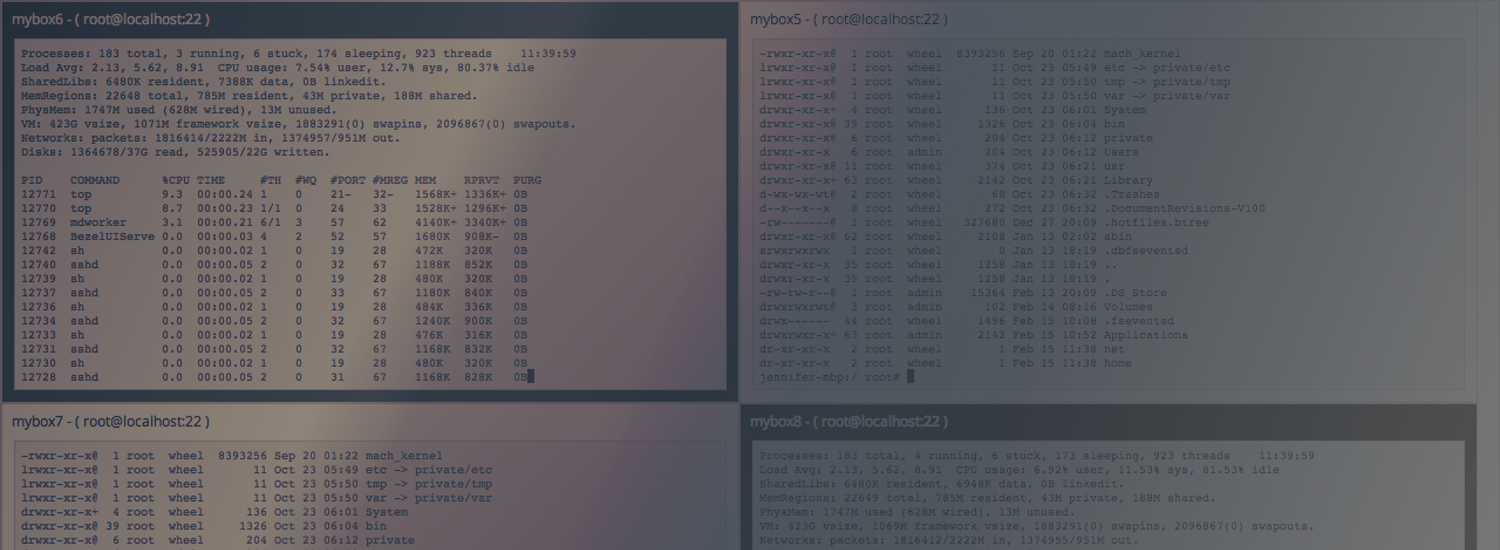 mybox6 - ( root@localhost:22 )
Processes: 183 total, 3 running, 6 stuck, 174 sleeping, 923 threads    11:39:59
Load Avg: 2.13, 5.62, 8.91  CPU usage: 7.54% user, 12.7% sys, 80.37% idle
SharedLibs: 6480K resident, 7388K data, 0B linkedit.
MemRegions: 22648 total, 785M resident, 43M private, 188M shared.
PhysMem: 1747M used (628M wired), 13M unused.
VM: 423G vsize, 1071M framework vsize, 1883291(0) swapins, 2096867(0) swapouts.
Networks: packets: 1816414/2222M in, 1374957/951M out.
Disks: 1364678/37G read, 525905/22G written.
PID    COMMAND      %CPU TIME     #TH  #WQ  #PORT #MREG MEM    RPRVT  PURG
12771  top          9.3  00:00.24 1    0    21-   32-   1568K+ 1336K+ 0B
12770  top          8.7  00:00.23 1/1  0    24    33    1528K+ 1296K+ 0B
12769  mdworker     3.1  00:00.21 6/1  3    57    62    4140K+ 3340K+ 0B
12768  BezelUIServe 0.0  00:00.03 4    2    52    57    1680K  908K-  0B
12742  sh           0.0  00:00.02 1    0    19    28    472K   320K   0B
12740  sshd         0.0  00:00.05 2    0    32    67    1188K  852K   0B
12739  sh           0.0  00:00.02 1    0    19    28    480K   320K   0B
12737  sshd         0.0  00:00.05 2    0    33    67    1180K  840K   0B
12736  sh           0.0  00:00.02 1    0    19    28    484K   336K   0B
12734  sshd         0.0  00:00.05 2    0    32    67    1240K  900K   0B
12733  sh           0.0  00:00.02 1    0    19    28    476K   316K   0B
12731  sshd         0.0  00:00.05 2    0    32    67    1168K  832K   0B
12730  sh           0.0  00:00.02 1    0    19    28    480K   320K   0B
12728  sshd         0.0  00:00.05 2    0    31    67    1168K  828K   0B
mybox5 - ( root@localhost:22 )
-rwxr-xr-x@  1 root  wheel  8393256 Sep 20 01:22 mach_kernel
lrwxr-xr-x@  1 root  wheel       11 Oct 23 05:49 etc -> private/etc
lrwxr-xr-x@  1 root  wheel       11 Oct 23 05:50 tmp -> private/tmp
lrwxr-xr-x@  1 root  wheel       11 Oct 23 05:50 var -> private/var
drwxr-xr-x+  4 root  wheel      136 Oct 23 06:01 System
drwxr-xr-x@ 39 root  wheel     1326 Oct 23 06:04 bin
drwxr-xr-x@  6 root  wheel      204 Oct 23 06:12 private
drwxr-xr-x   6 root  admin      204 Oct 23 06:12 Users
drwxr-xr-x@ 11 root  wheel      374 Oct 23 06:21 usr
drwxr-xr-x+ 63 root  wheel     2142 Oct 23 06:21 Library
d-wx-wx-wt@  2 root  wheel       68 Oct 23 06:32 .Trashes
d--x--x--x   8 root  wheel      272 Oct 23 06:32 .DocumentRevisions-V100
-rw-------@  1 root  wheel   327680 Dec 27 20:09 .hotfiles.btree
drwxr-xr-x@ 62 root  wheel     2108 Jan 13 02:02 sbin
srwxrwxrwx   1 root  wheel        0 Jan 13 18:19 .dbfseventsd
drwxr-xr-x  35 root  wheel     1258 Jan 13 18:19 ..
drwxr-xr-x  35 root  wheel     1258 Jan 13 18:19 .
-rw-rw-r--@  1 root  admin    15364 Feb 13 20:09 .DS_Store
drwxrwxrwt@  3 root  admin      102 Feb 14 08:16 Volumes
drwx------  44 root  wheel     1496 Feb 15 10:08 .fseventsd
drwxrwxr-x+ 63 root  admin     2142 Feb 15 10:52 Applications
dr-xr-xr-x   2 root  wheel        1 Feb 15 11:38 net
dr-xr-xr-x   2 root  wheel        1 Feb 15 11:38 home
jennifer-mbp:/ root#
mybox7 - ( root@localhost:22 )
-rwxr-xr-x@  1 root  wheel  8393256 Sep 20 01:22 mach_kernel
lrwxr-xr-x@  1 root  wheel       11 Oct 23 05:49 etc -> private/etc
lrwxr-xr-x@  1 root  wheel       11 Oct 23 05:50 tmp -> private/tmp
lrwxr-xr-x@  1 root  wheel       11 Oct 23 05:50 var -> private/var
drwxr-xr-x+  4 root  wheel      136 Oct 23 06:01 System
drwxr-xr-x@ 39 root  wheel     1326 Oct 23 06:04 bin
drwxr-xr-x@  6 root  wheel      204 Oct 23 06:12 private
mybox8 - ( root@localhost:22 )
Processes: 183 total, 4 running, 6 stuck, 173 sleeping, 922 threads    11:39:59
Load Avg: 2.13, 5.62, 8.91  CPU usage: 6.92% user, 11.53% sys, 81.53% idle
SharedLibs: 6480K resident, 6948K data, 0B linkedit.
MemRegions: 22649 total, 785M resident, 43M private, 188M shared.
PhysMem: 1747M used (628M wired), 13M unused.
VM: 423G vsize, 1069M framework vsize, 1883291(0) swapins, 2096867(0) swapouts.
Networks: packets: 1816412/2222M in, 1374955/951M out.